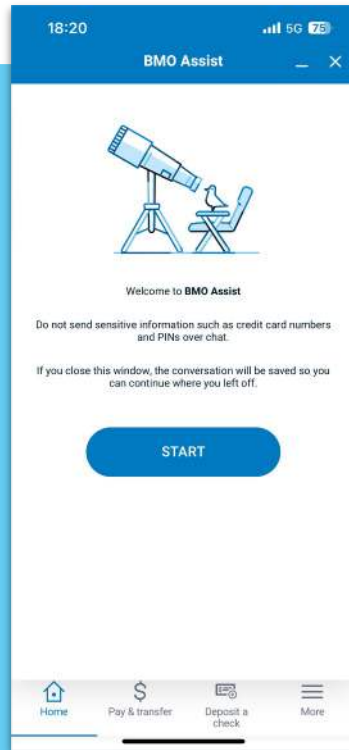 18:20
5G 75
BMO Assist
Welcome to BMO Assist
Do not send sensitive information such as credit card numbers
and PINs over chat.
If you close this window, the conversation will be saved so you
can continue where you left off.
START
Home
Pay & transfer
Deposit a
check
More